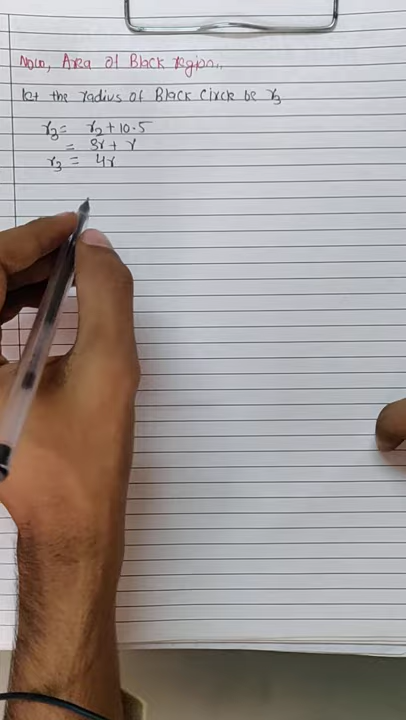 Now, Area of Black region..
let the radius of Black Circle be r3
r3 = r2 + 10.5
= 3r + r
r3 = 4r